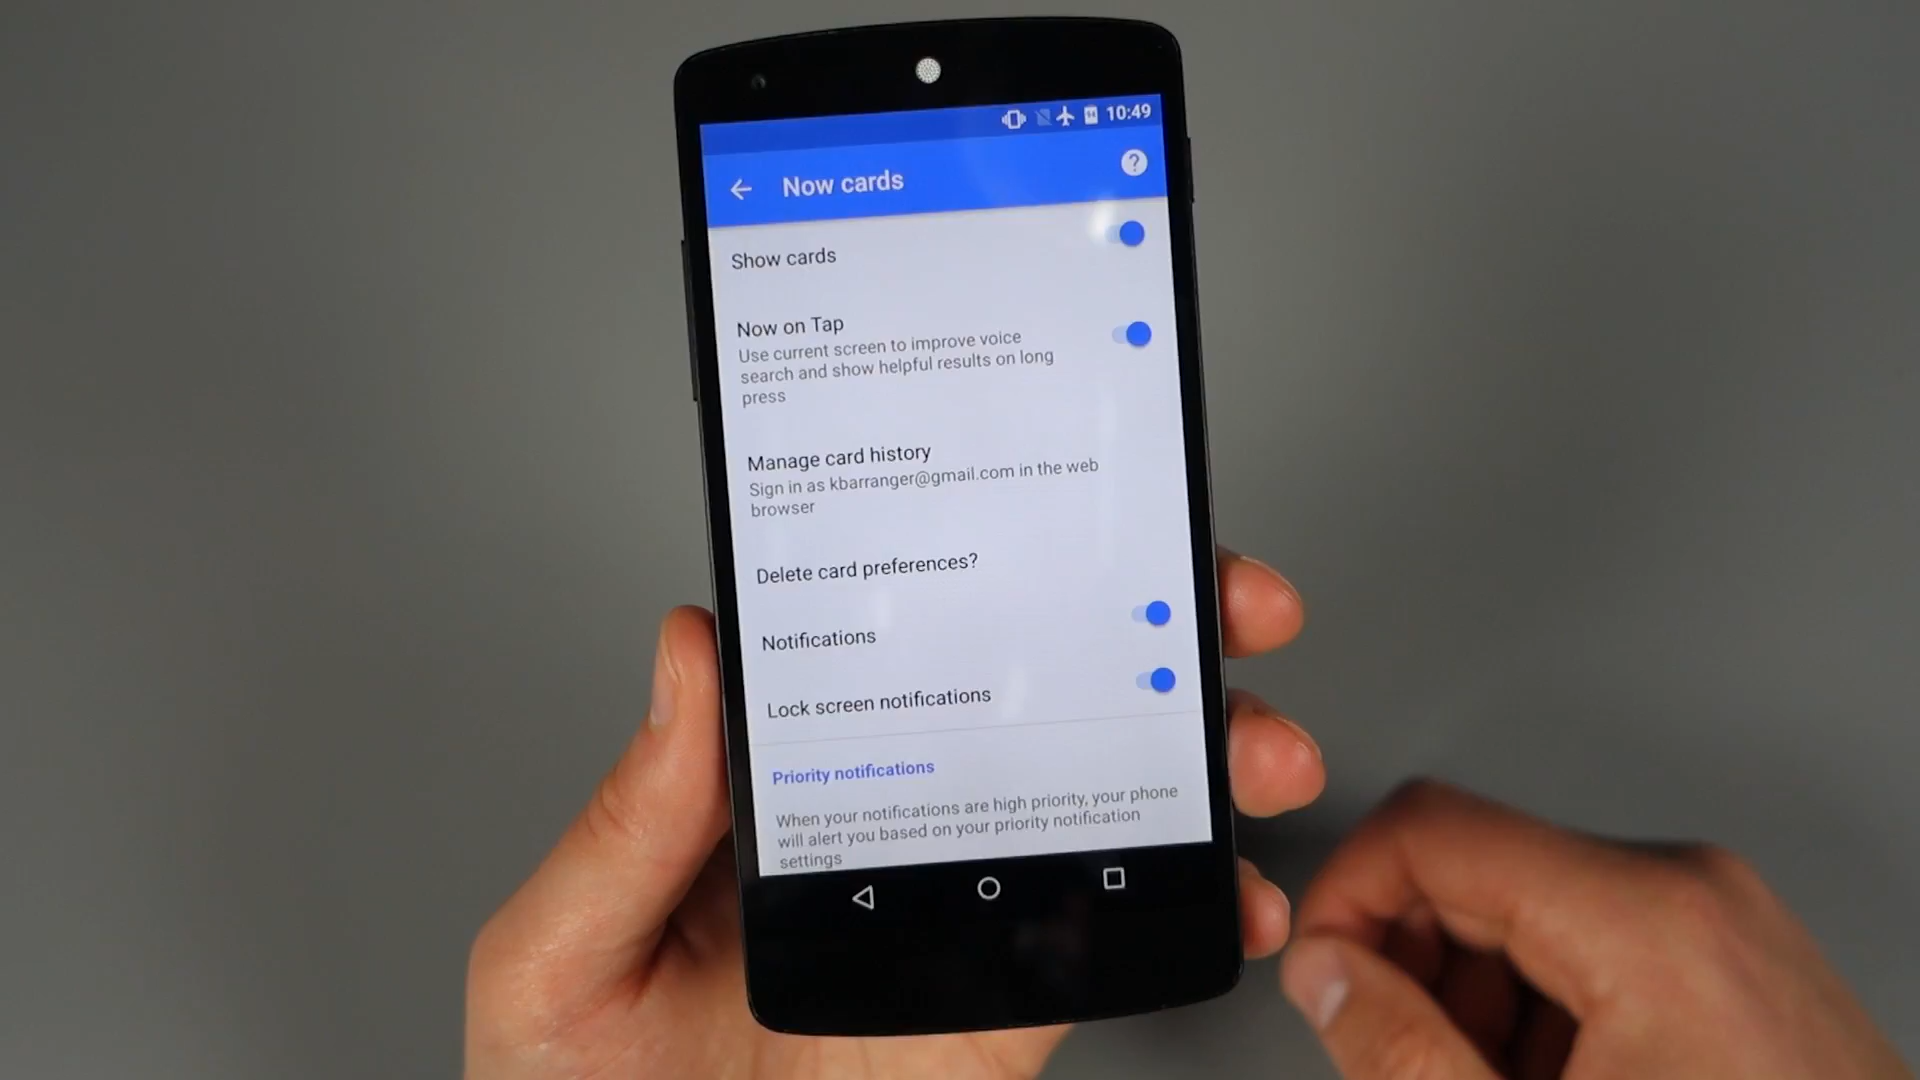 10:49
Now cards
Show cards
Now on Tap
Use current screen to improve voice
search and show helpful results on long
press
Manage card history
Sign in as kbarranger@gmail.com in the web
browser
Delete card preferences?
Notifications
Lock screen notifications
Priority notifications
When your notifications are high priority, your phone
will alert you based on your priority notification
settings